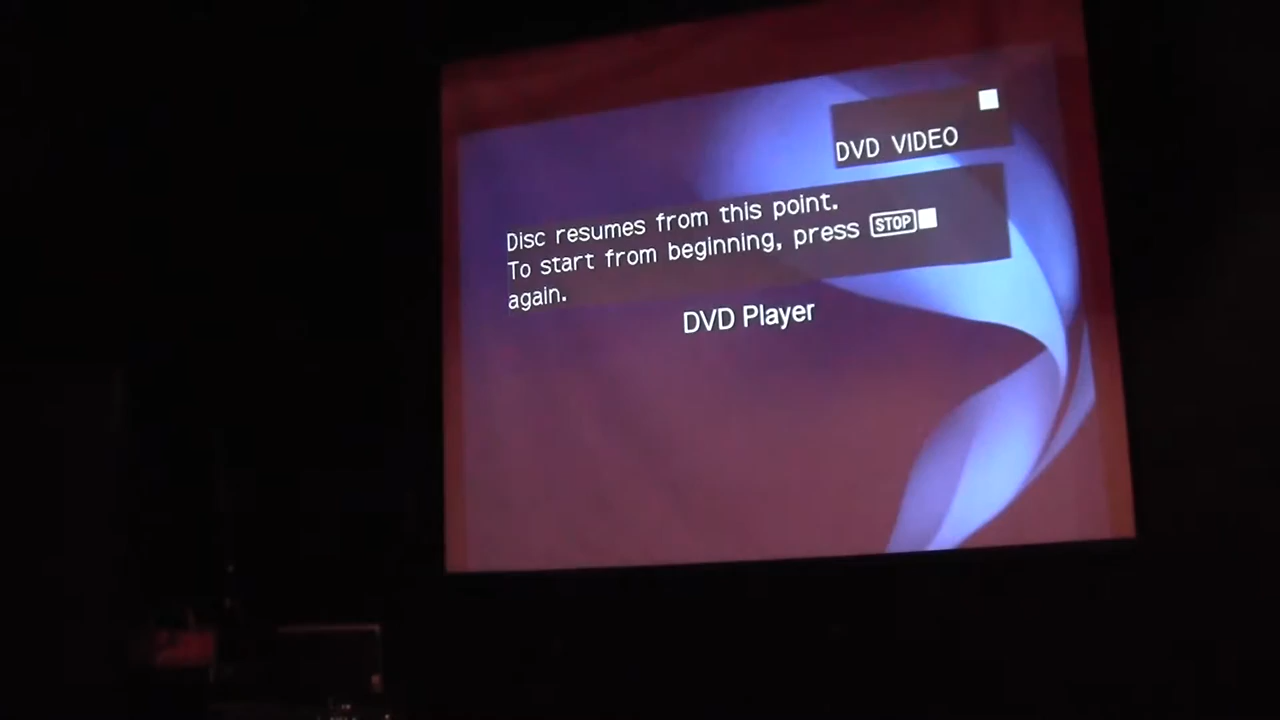 DVD VIDEO
Disc resumes from this point.
To start from beginning, press STOP
again.
DVD Player